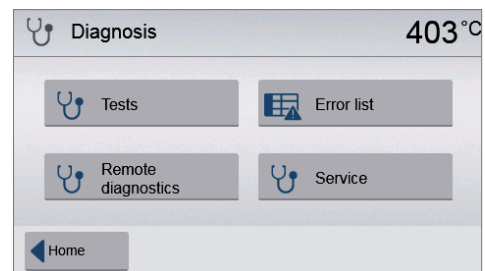 Diagnosis
403°C
Tests
Error list
Remote
diagnostics
Service
Home